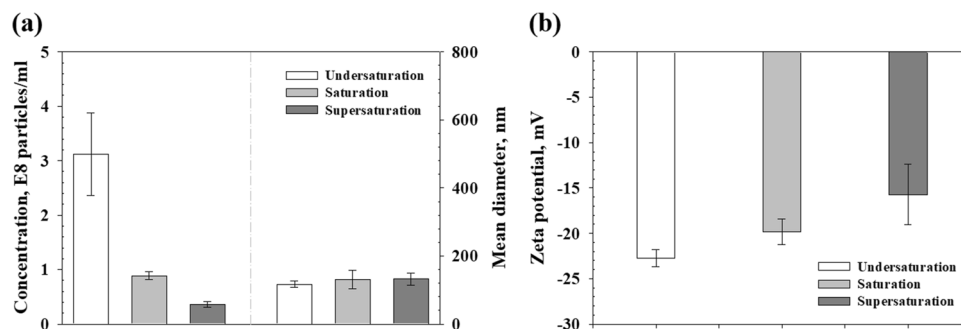 (a)
5
4
3
2
1
0
Concentration, E8 particles/ml
Undersaturation
Saturation
Supersaturation
800
600
400
200
0
Mean diameter, nm
(b)
0
-5
-10
-15
-20
-25
-30
Zeta potential, mV
Undersaturation
Saturation
Supersaturation